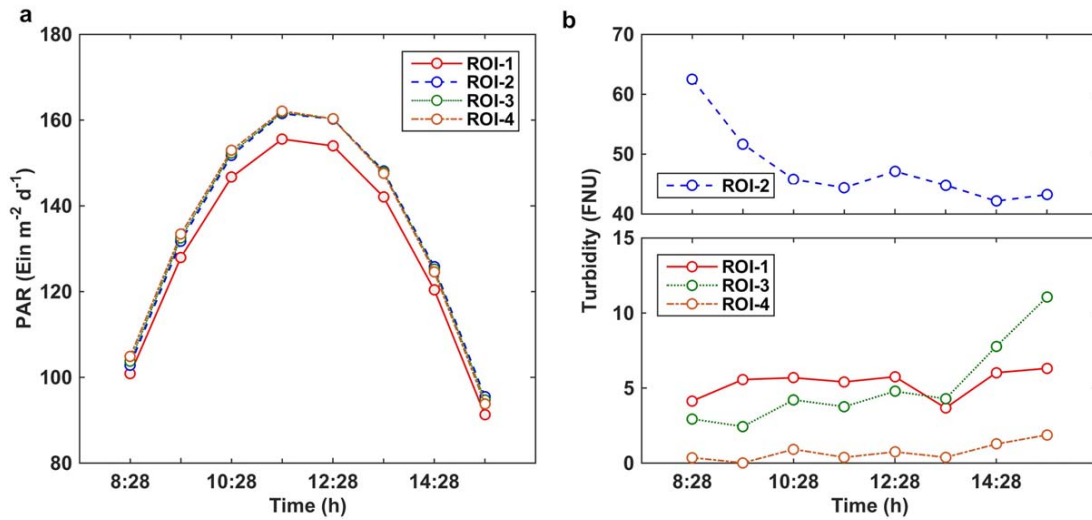 a
180
160
140
120
100
80
PAR (Ein m⁻² d⁻¹)
ROI-1
ROI-2
ROI-3
ROI-4
8:28 10:28 12:28 14:28
Time (h)
b
70
60
50
40
ROI-2
Turbidity (FNU)
15
10
5
0
ROI-1
ROI-3
ROI-4
8:28 10:28 12:28 14:28
Time (h)